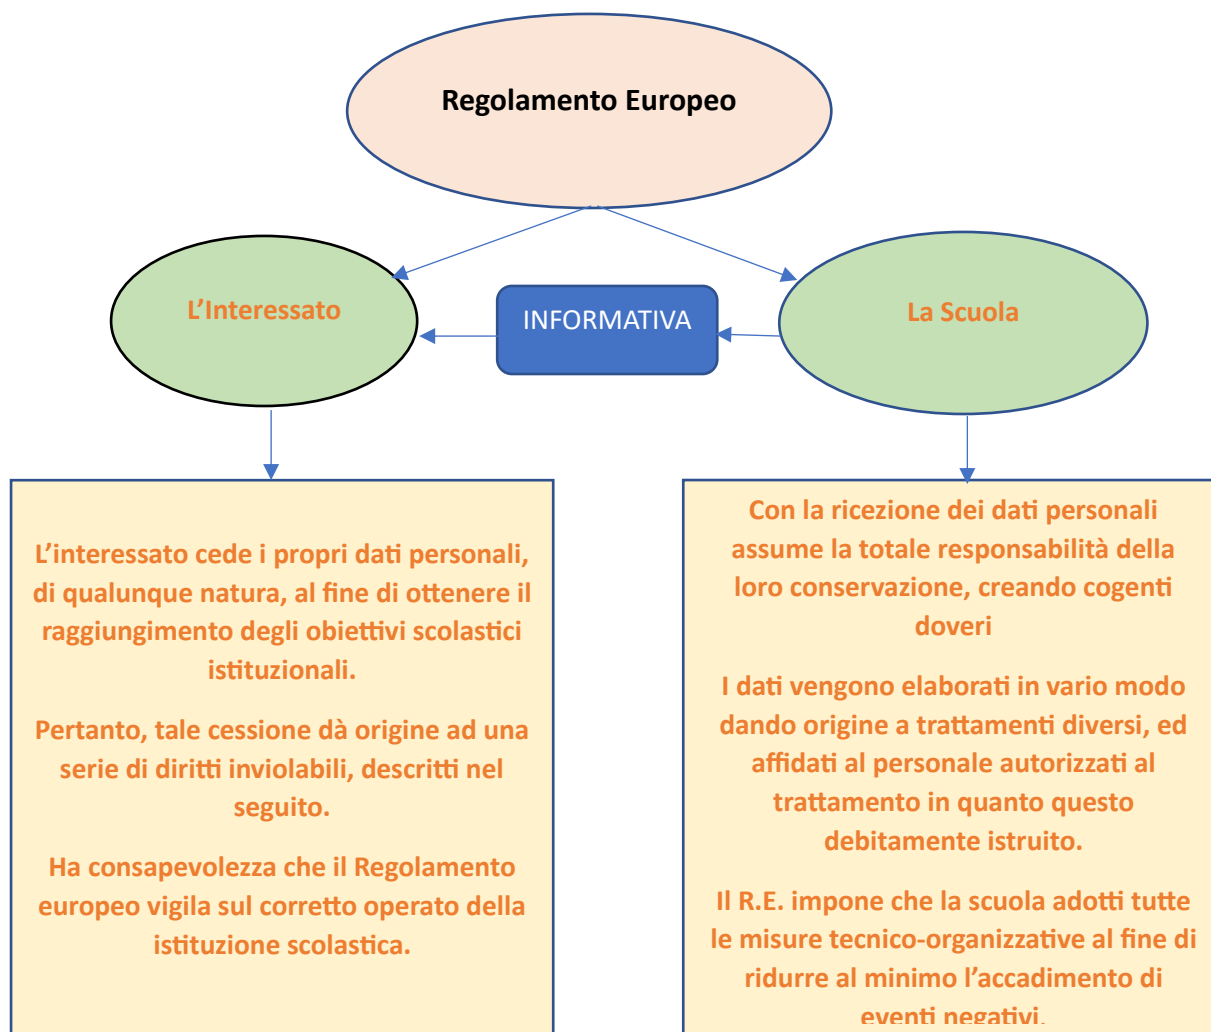 Regolamento Europeo
L’Interessato
INFORMATIVA
La Scuola
L’interessato cede i propri dati personali,
di qualunque natura, al fine di ottenere il
raggiungimento degli obiettivi scolastici
istituzionali.
Pertanto, tale cessione dà origine ad una
serie di diritti inviolabili, descritti nel
seguito.
Ha consapevolezza che il Regolamento
europeo vigila sul corretto operato della
istituzione scolastica.
Con la ricezione dei dati personali
assume la totale responsabilità della
loro conservazione, creando cogenti
doveri
I dati vengono elaborati in vario modo
dando origine a trattamenti diversi, ed
affidati al personale autorizzati al
trattamento in quanto questo
debitamente istruito.
Il R.E. impone che la scuola adotti tutte
le misure tecnico-organizzative al fine di
ridurre al minimo l’accadimento di
eventi negativi.